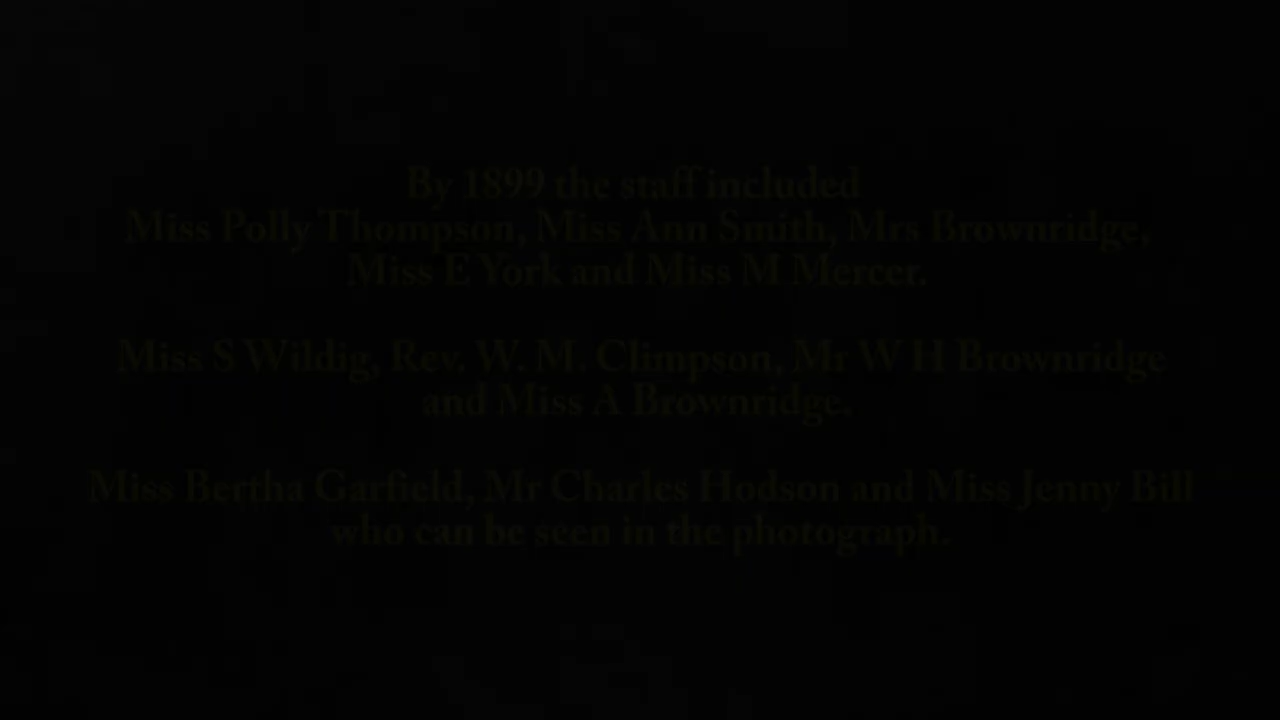 By 1899 the staff included
Miss Polly Thompson, Miss Ann Smith, Mrs Brownridge,
Miss E York and Miss M Mercer.
Miss S Wildig, Rev. W. M. Climpson, Mr W H Brownridge
and Miss A Brownridge.
Miss Bertha Garfield, Mr Charles Hodson and Miss Jenny Bill
who can be seen in the photograph.